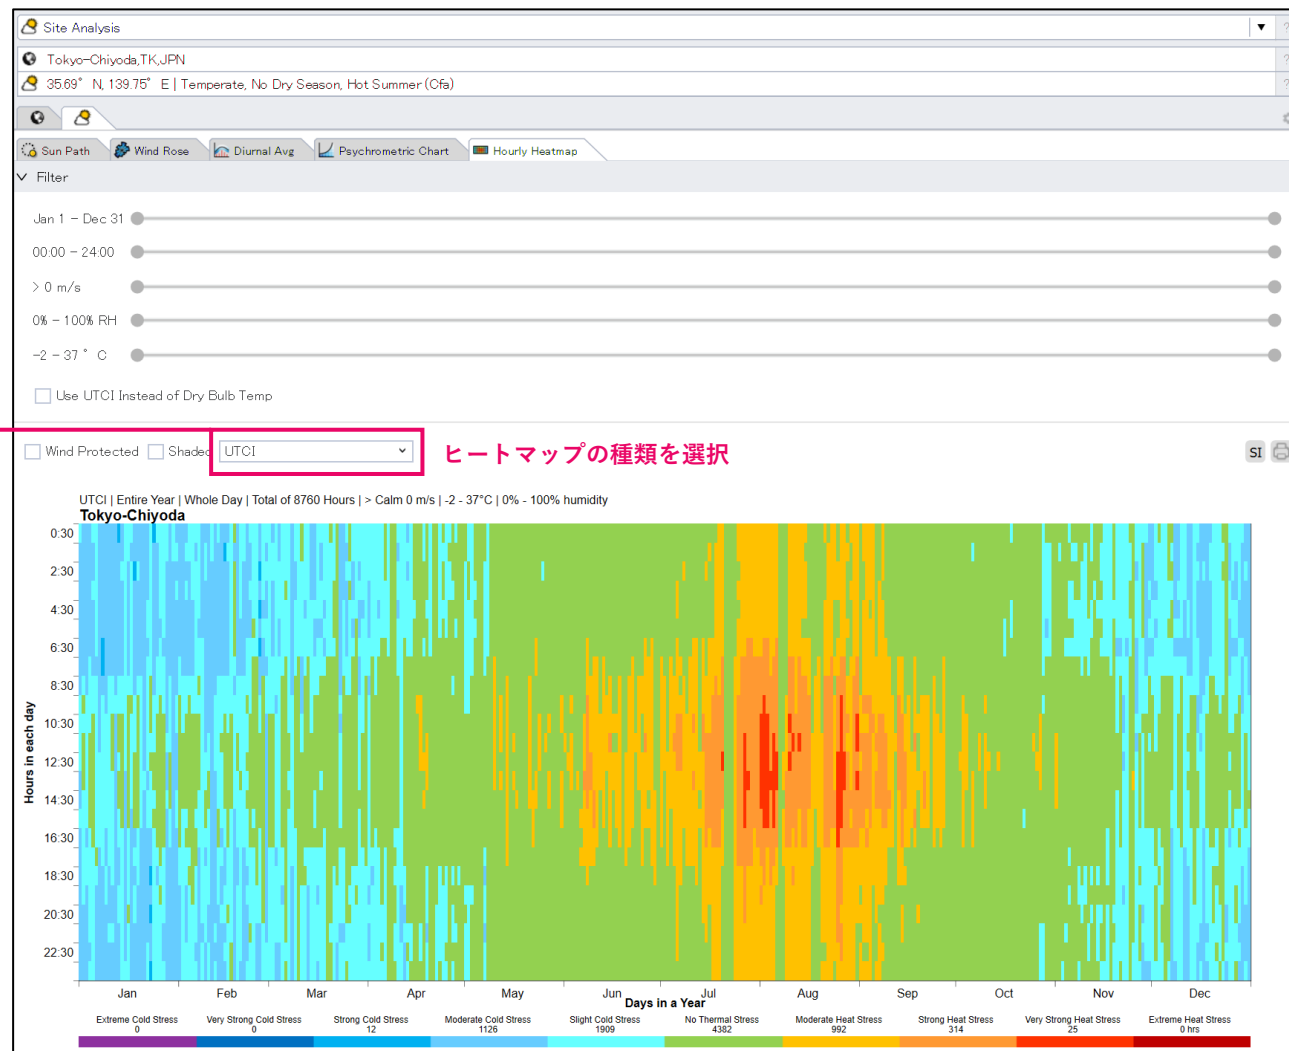 Site Analysis
Tokyo-Chiyoda,TK,JPN
35.69° N, 139.75° E | Temperate, No Dry Season, Hot Summer (Cfa)
Sun Path Wind Rose Diurnal Avg Psychrometric Chart Hourly Heatmap
Filter
Jan 1 - Dec 31
00:00 - 24:00
> 0 m/s
0% - 100% RH
-2 - 37 ° C
Use UTCI Instead of Dry Bulb Temp
Wind Protected Shaded UTCI ヒートマップの種類を選択 SI
UTCI | Entire Year | Whole Day | Total of 8760 Hours | > Calm 0 m/s | -2 - 37°C | 0% - 100% humidity
Tokyo-Chiyoda
0:30
2:30
4:30
6:30
8:30
10:30
12:30
14:30
16:30
18:30
20:30
22:30
Hours in each day
Jan Feb Mar Apr May Jun Jul Aug Sep Oct Nov Dec
Days in a Year
Extreme Cold Stress Very Strong Cold Stress Strong Cold Stress Moderate Cold Stress Slight Cold Stress No Thermal Stress Moderate Heat Stress Strong Heat Stress Very Strong Heat Stress Extreme Heat Stress
0 0 12 1126 1909 4382 992 314 25 0 hrs